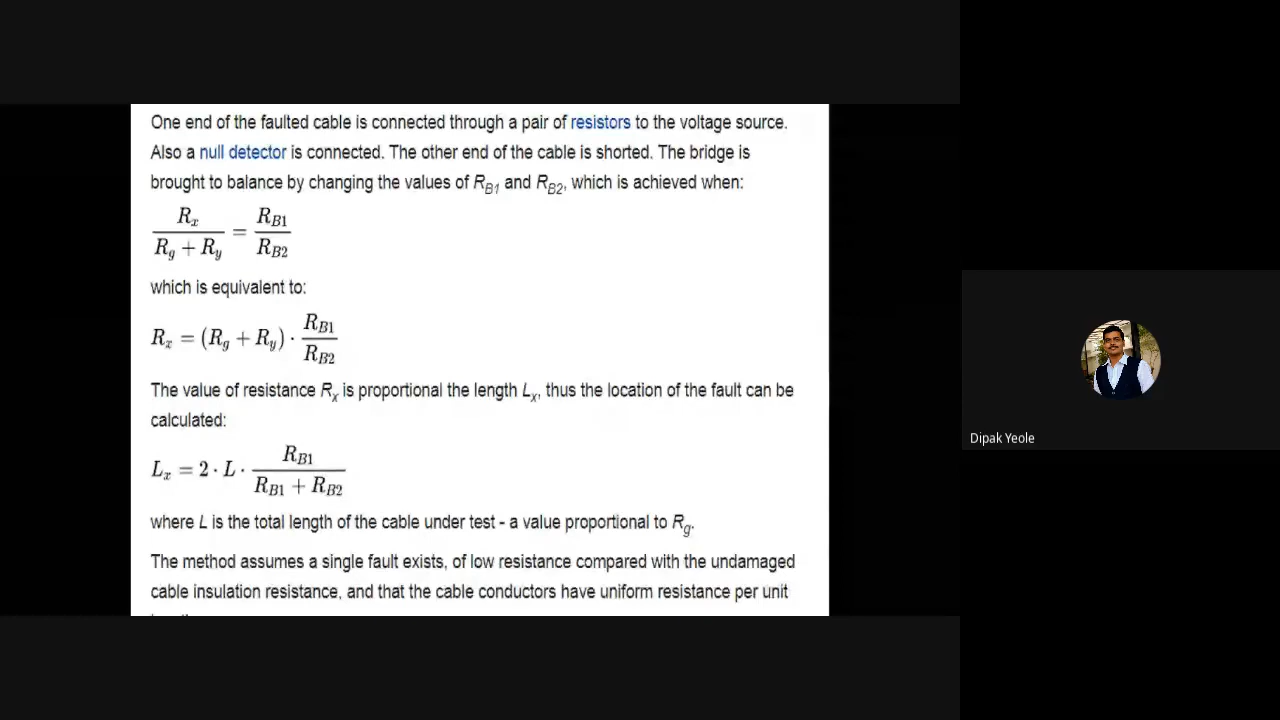 One end of the faulted cable is connected through a pair of resistors to the voltage source.
Also a null detector is connected. The other end of the cable is shorted. The bridge is
brought to balance by changing the values of R_B1 and R_B2, which is achieved when:
R_x / (R_g + R_y) = R_B1 / R_B2
which is equivalent to:
R_x = (R_g + R_y) · R_B1 / R_B2
The value of resistance R_x is proportional the length L_x, thus the location of the fault can be
calculated:
L_x = 2 · L · R_B1 / (R_B1 + R_B2)
where L is the total length of the cable under test - a value proportional to R_g.
The method assumes a single fault exists, of low resistance compared with the undamaged
cable insulation resistance, and that the cable conductors have uniform resistance per unit
Dipak Yeole